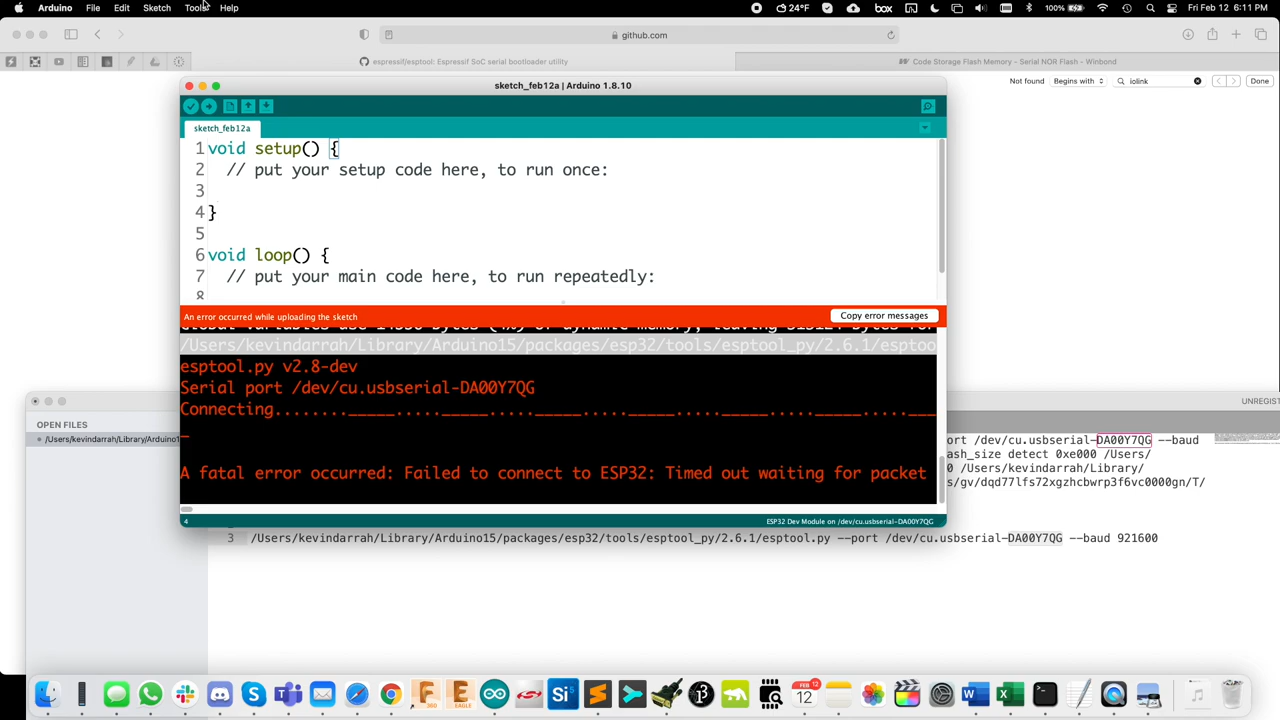 Arduino File Edit Sketch Tools Help
24°F box 100% Fri Feb 12 6:11 PM
github.com
espressif/esptool: Espressif SoC serial bootloader utility
Code Storage Flash Memory - Serial NOR Flash - Winbond
Not found Begins with iolink Done
sketch_feb12a | Arduino 1.8.10
sketch_feb12a
1 void setup() {
2 // put your setup code here, to run once:
3
4 }
5
6 void loop() {
7 // put your main code here, to run repeatedly:
8
An error occurred while uploading the sketch
Copy error messages
/Users/kevindarrah/Library/Arduino15/packages/esp32/tools/esptool_py/2.6.1/esptoo
esptool.py v2.8-dev
Serial port /dev/cu.usbserial-DA00Y7QG
Connecting........_____....._____....._____....._____....._____....._____.....___
_
A fatal error occurred: Failed to connect to ESP32: Timed out waiting for packet
4 ESP32 Dev Module on /dev/cu.usbserial-DA00Y7QG
UNREGIST
OPEN FILES
/Users/kevindarrah/Library/Arduino1
ort /dev/cu.usbserial-DA00Y7QG --baud
ash_size detect 0xe000 /Users/
0 /Users/kevindarrah/Library/
s/gv/dqd77lfs72xgzhcbwrp3f6vc0000gn/T/
3 /Users/kevindarrah/Library/Arduino15/packages/esp32/tools/esptool_py/2.6.1/esptool.py --port /dev/cu.usbserial-DA00Y7QG --baud 921600
F
360
E
EAGLE
Si
FEB 12
12